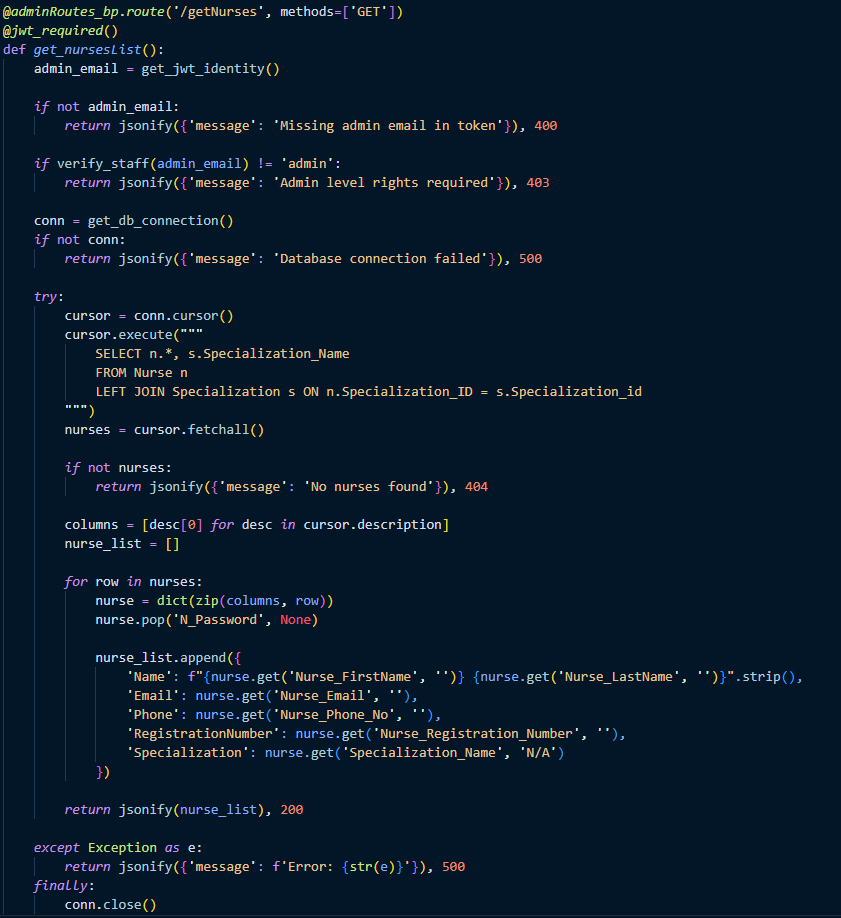 @adminRoutes_bp.route('/getNurses', methods=['GET'])
@jwt_required()
def get_nursesList():
    admin_email = get_jwt_identity()

    if not admin_email:
        return jsonify({'message': 'Missing admin email in token'}), 400

    if verify_staff(admin_email) != 'admin':
        return jsonify({'message': 'Admin level rights required'}), 403

    conn = get_db_connection()
    if not conn:
        return jsonify({'message': 'Database connection failed'}), 500

    try:
        cursor = conn.cursor()
        cursor.execute("""
            SELECT n.*, s.Specialization_Name
            FROM Nurse n
            LEFT JOIN Specialization s ON n.Specialization_ID = s.Specialization_id
        """)
        nurses = cursor.fetchall()

        if not nurses:
            return jsonify({'message': 'No nurses found'}), 404

        columns = [desc[0] for desc in cursor.description]
        nurse_list = []

        for row in nurses:
            nurse = dict(zip(columns, row))
            nurse.pop('N_Password', None)

            nurse_list.append({
                'Name': f"{nurse.get('Nurse_FirstName', '')} {nurse.get('Nurse_LastName', '')}".strip(),
                'Email': nurse.get('Nurse_Email', ''),
                'Phone': nurse.get('Nurse_Phone_No', ''),
                'RegistrationNumber': nurse.get('Nurse_Registration_Number', ''),
                'Specialization': nurse.get('Specialization_Name', 'N/A')
            })

        return jsonify(nurse_list), 200

    except Exception as e:
        return jsonify({'message': f'Error: {str(e)}'}), 500
    finally:
        conn.close()